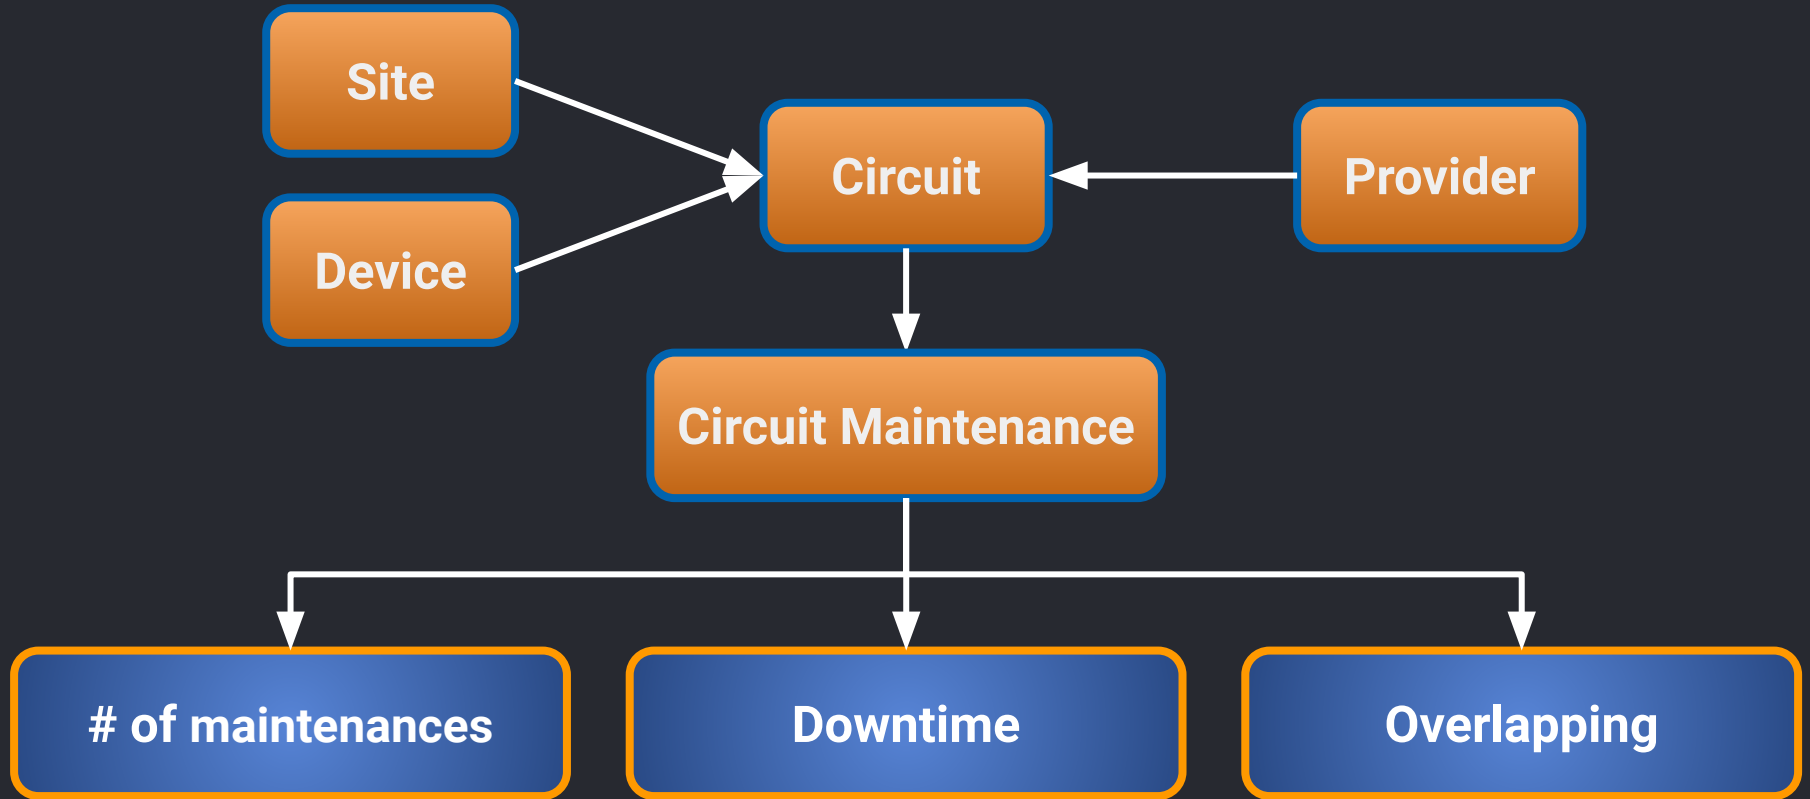 Site
Device
Circuit
Provider
Circuit Maintenance
# of maintenances
Downtime
Overlapping